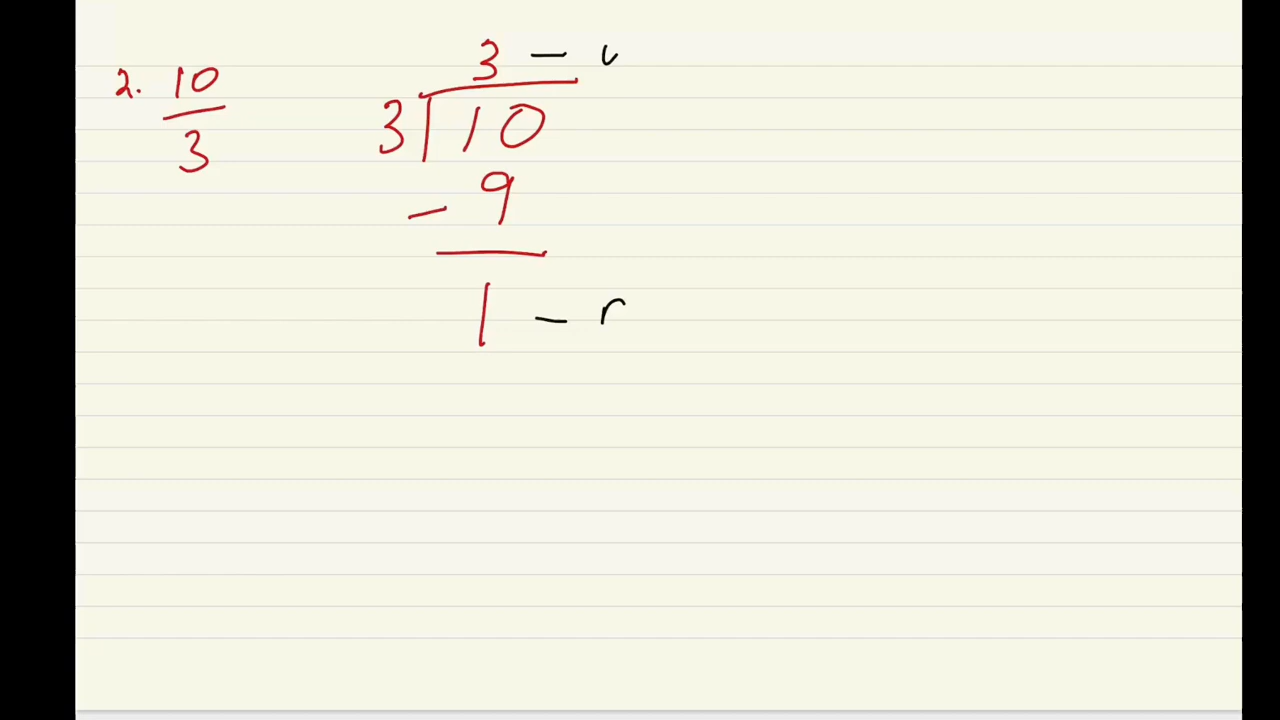 3 —
2. 10/3 3)10
- 9
1 – r